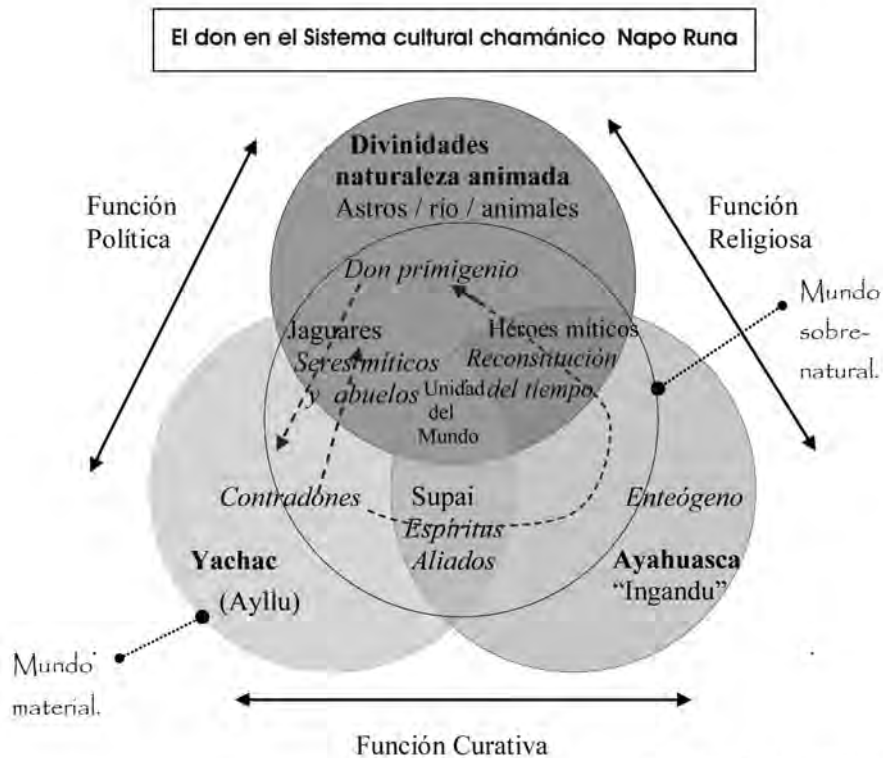 El don en el Sistema cultural chamánico Napo Runa
Divinidades
naturaleza animada
Astros / río / animales
Función
Política
Función
Religiosa
Don primigenio
Mundo
sobre-
natural.
Jaguares
Seres míticos
y abuelos
Héroes míticos
Reconstitución
del tiempo
Unidad
del
Mundo
Contradones
Supai
Espíritus
Aliados
Enteógeno
Yachac
(Ayllu)
Ayahuasca
“Ingandu”
Mundo
material.
Función Curativa